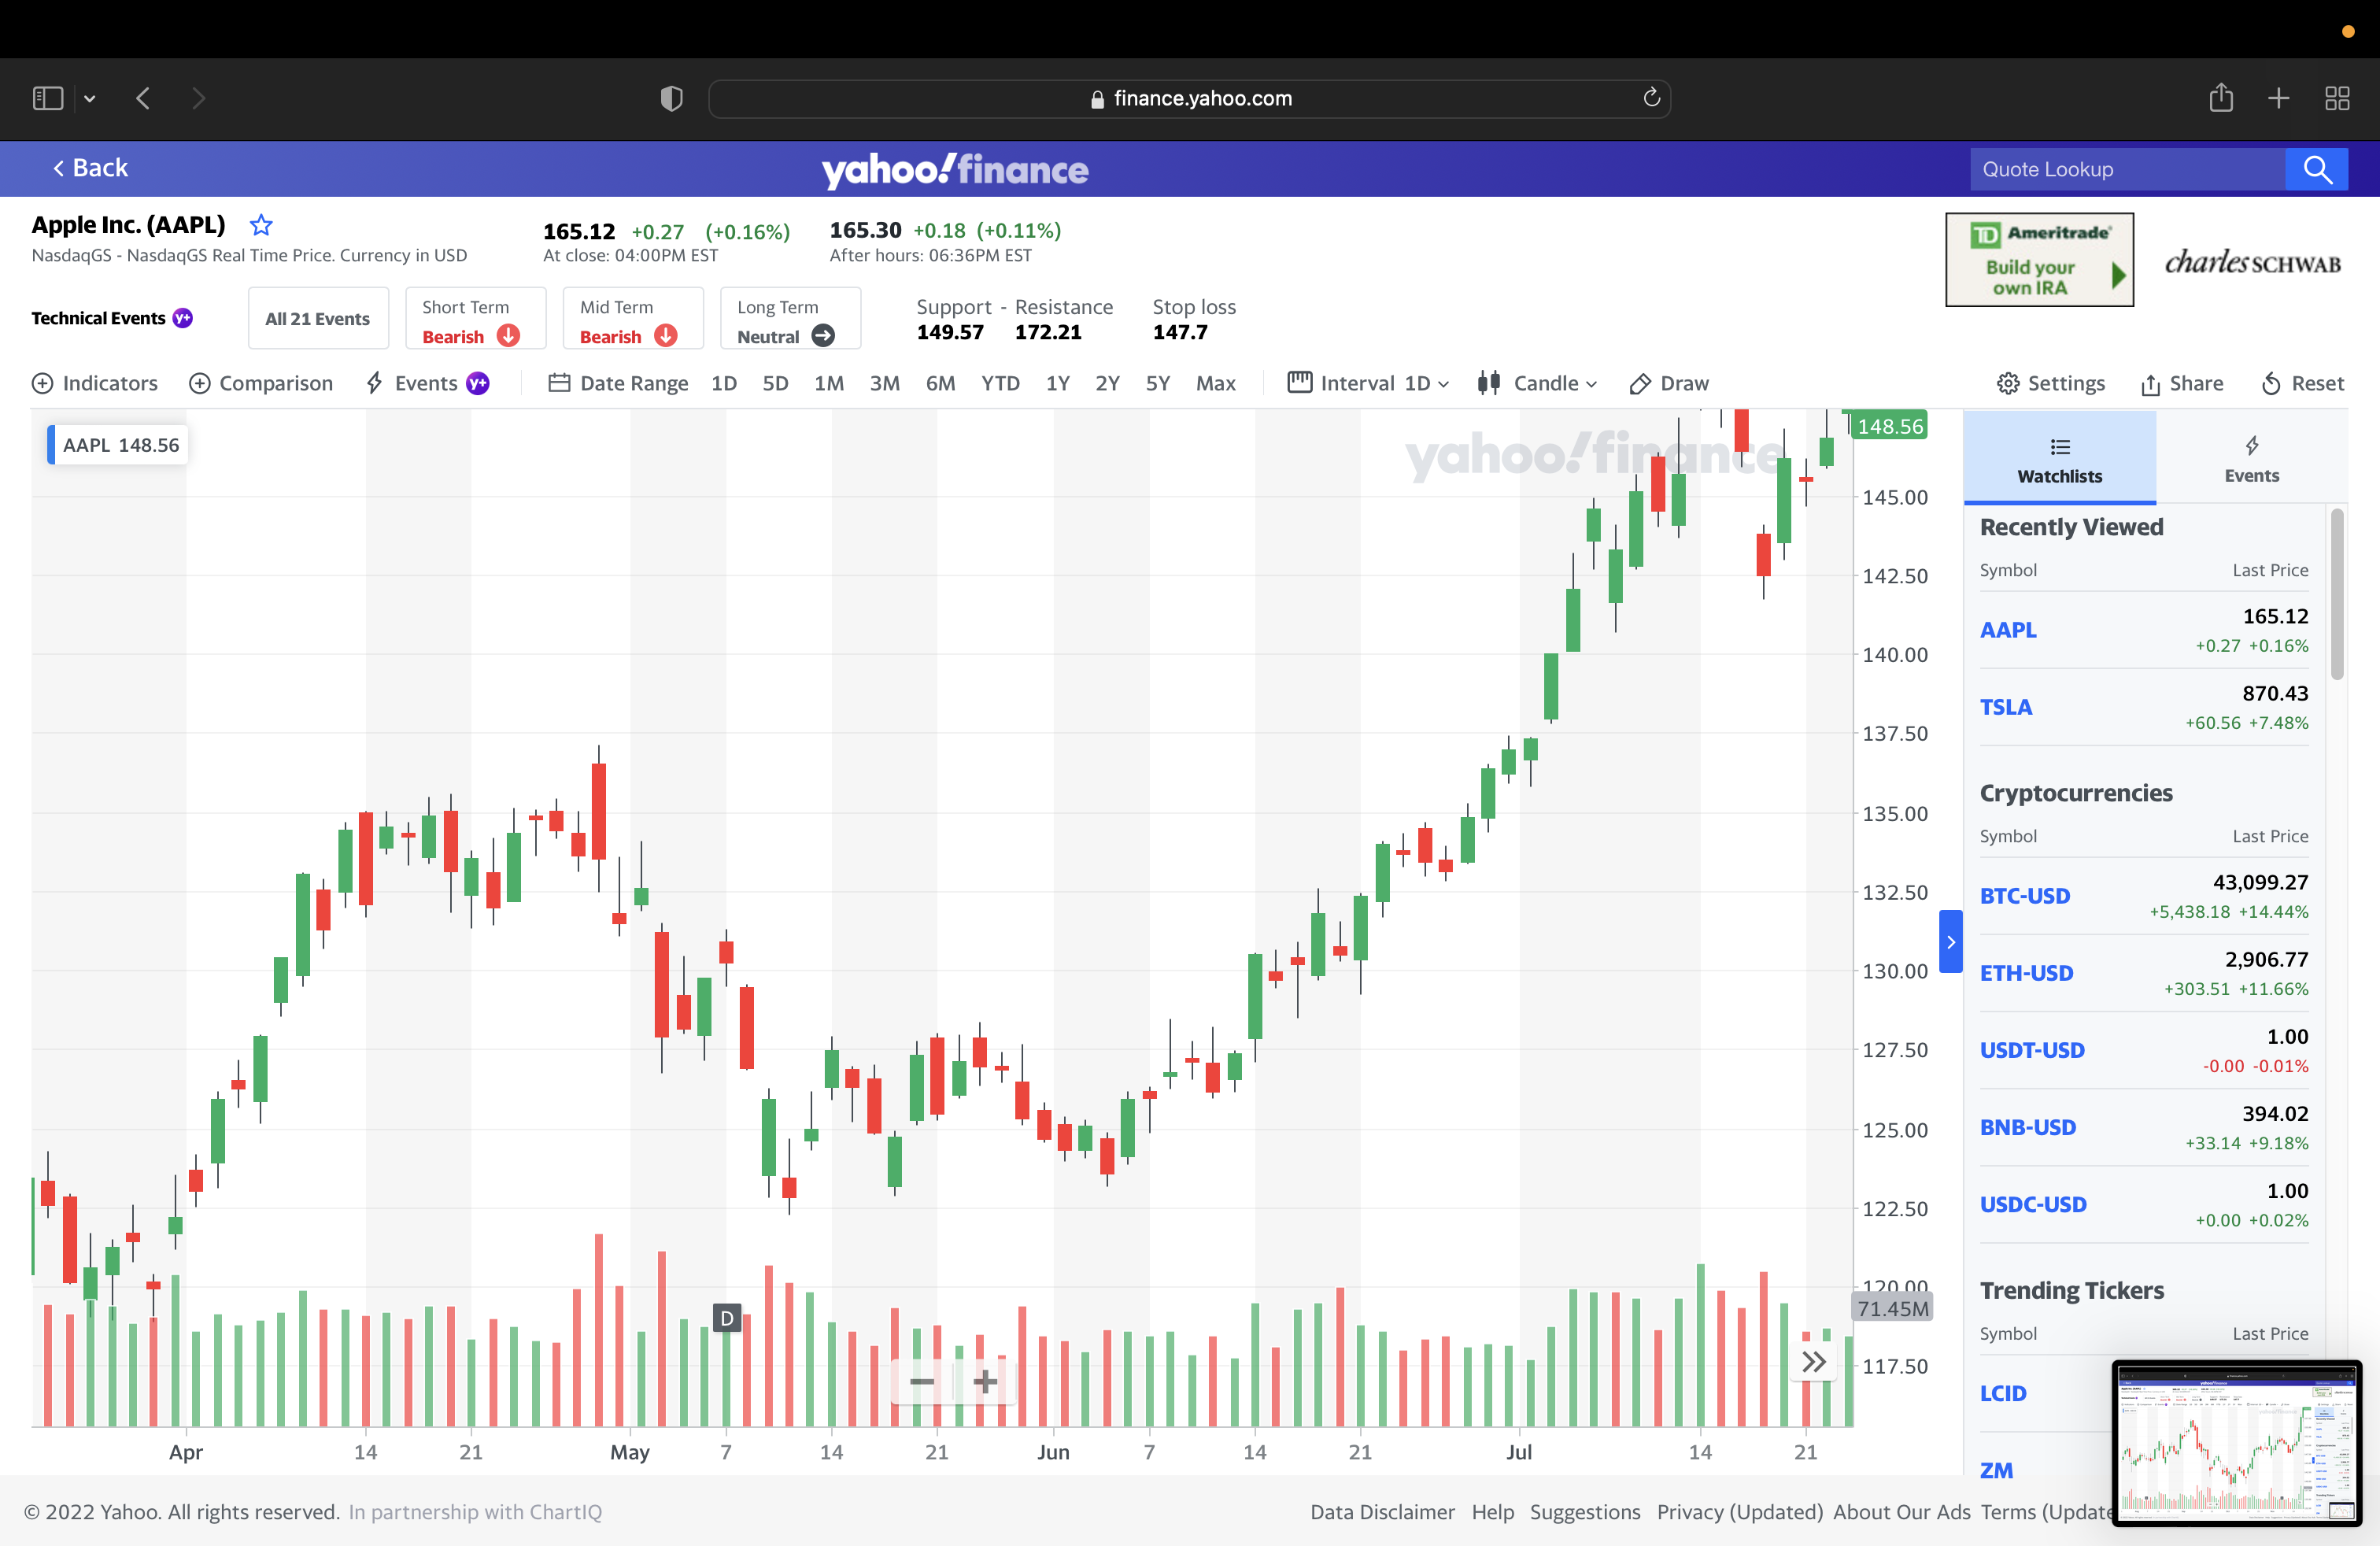 finance.yahoo.com
Back
yahoo!finance
Quote Lookup
Apple Inc. (AAPL)
NasdaqGS - NasdaqGS Real Time Price. Currency in USD
165.12 +0.27 (+0.16%)
At close: 04:00PM EST
165.30 +0.18 (+0.11%)
After hours: 06:36PM EST
TD Ameritrade
Build your
own IRA
charles SCHWAB
Technical Events y+
All 21 Events
Short Term
Bearish
Mid Term
Bearish
Long Term
Neutral
Support - Resistance
149.57 172.21
Stop loss
147.7
Indicators Comparison Events y+ Date Range 1D 5D 1M 3M 6M YTD 1Y 2Y 5Y Max Interval 1D Candle Draw Settings Share Reset
AAPL 148.56
yahoo!finance
148.56
145.00
142.50
140.00
137.50
135.00
132.50
130.00
127.50
125.00
122.50
120.00
71.45M
117.50
D
Apr 14 21 May 7 14 21 Jun 7 14 21 Jul 14 21
Watchlists
Events
Recently Viewed
Symbol Last Price
AAPL 165.12
+0.27 +0.16%
TSLA 870.43
+60.56 +7.48%
Cryptocurrencies
Symbol Last Price
BTC-USD 43,099.27
+5,438.18 +14.44%
ETH-USD 2,906.77
+303.51 +11.66%
USDT-USD 1.00
-0.00 -0.01%
BNB-USD 394.02
+33.14 +9.18%
USDC-USD 1.00
+0.00 +0.02%
Trending Tickers
Symbol Last Price
LCID
ZM
© 2022 Yahoo. All rights reserved. In partnership with ChartIQ
Data Disclaimer Help Suggestions Privacy (Updated) About Our Ads Terms (Update